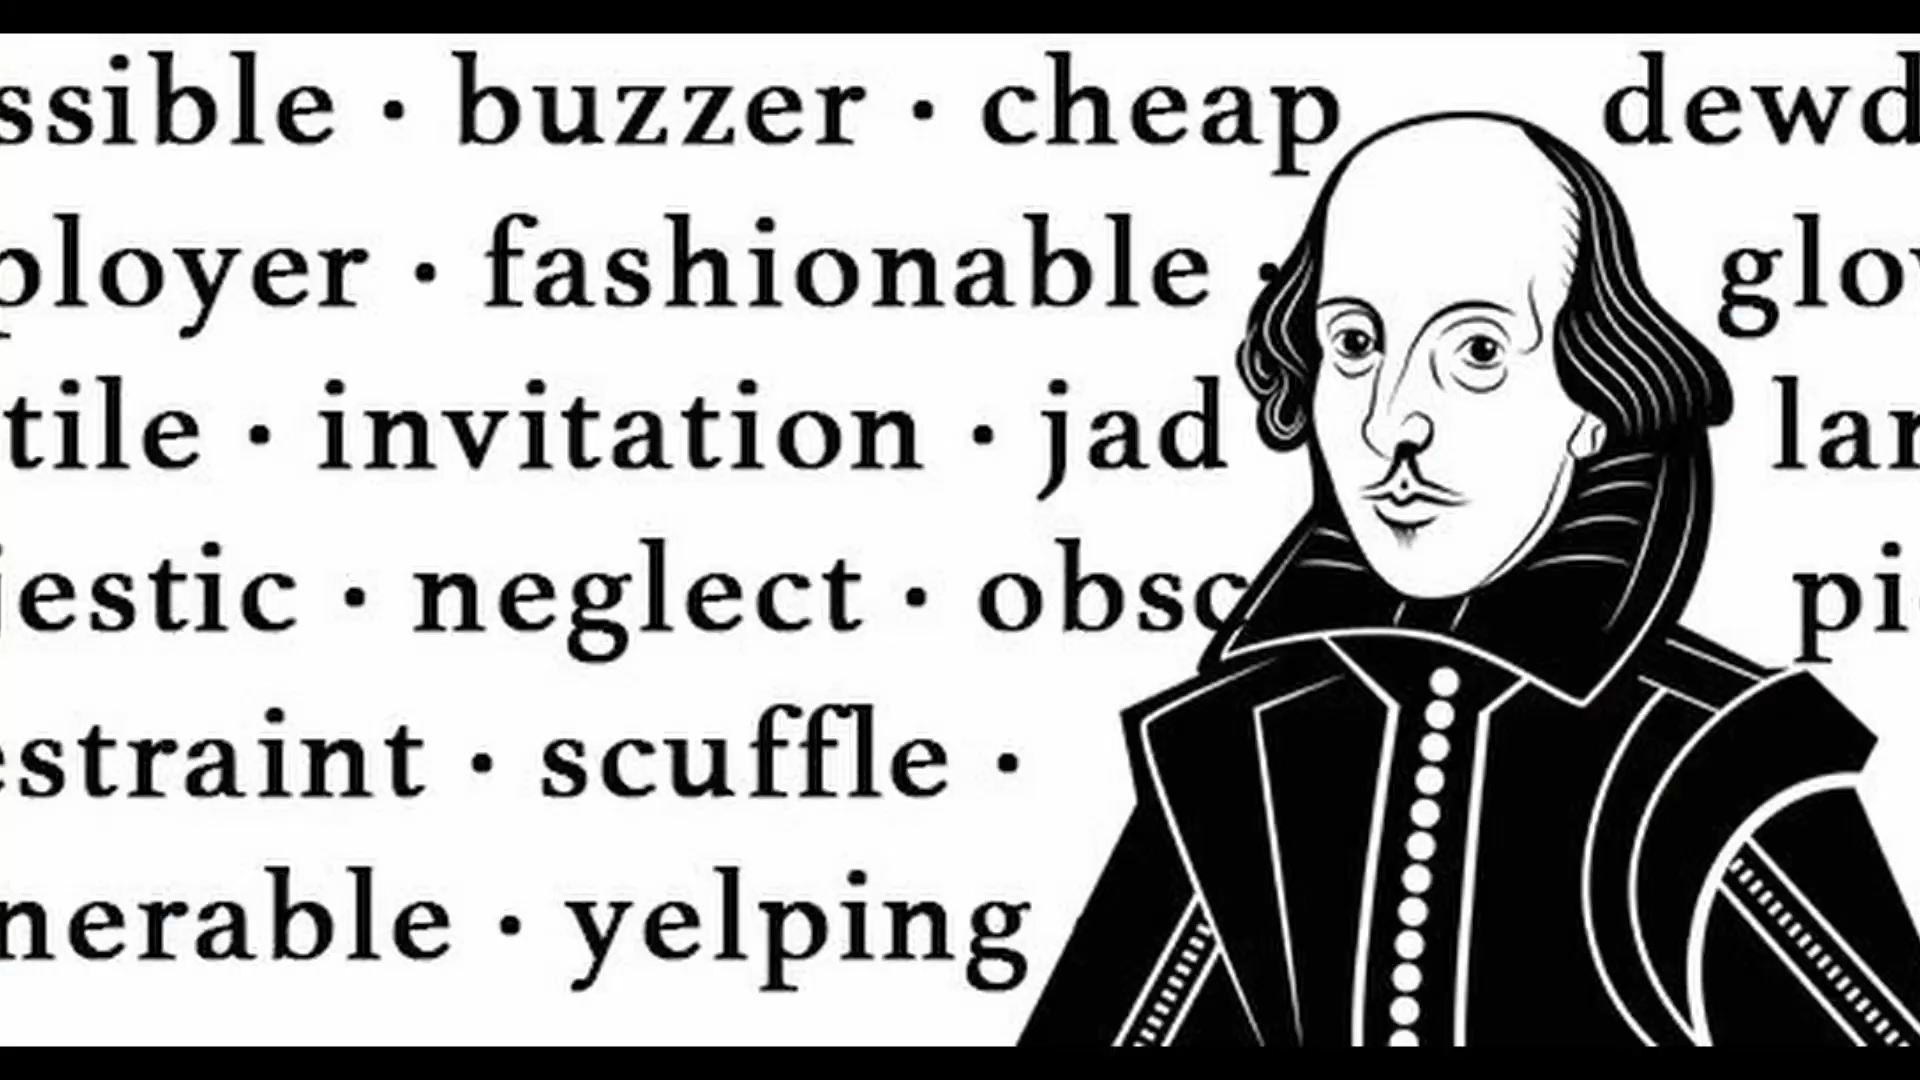 ssible · buzzer · cheap dewd
ployer · fashionable · glov
tile · invitation · jad lar
jestic · neglect · obsc pi
estraint · scuffle ·
nerable · yelping